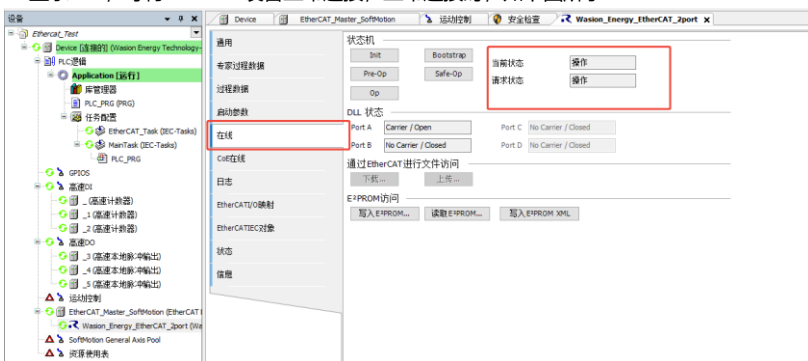 设备
Ethercat_Test
Device [连接的] (Wasion Energy Technology-
PLC逻辑
Application [运行]
库管理器
PLC_PRG (PRG)
任务配置
EtherCAT_Task (IEC-Tasks)
MainTask (IEC-Tasks)
PLC_PRG
GPIOS
高速DI
_ (高速计数器)
_1 (高速计数器)
_2 (高速计数器)
高速DO
_3 (高速本地脉冲输出)
_4 (高速本地脉冲输出)
_5 (高速本地脉冲输出)
运动控制
EtherCAT_Master_SoftMotion (EtherCAT
Wasion_Energy_EtherCAT_2port (Wa
SoftMotion General Axis Pool
资源使用表
Device
EtherCAT_Master_SoftMotion
运动控制
安全检查
Wasion_Energy_EtherCAT_2port x
通用
专家过程数据
过程数据
启动参数
在线
CoE在线
日志
EtherCATI/O映射
EtherCATIEC对象
状态
信息
状态机
Init
Bootstrap
Pre-Op
Safe-Op
Op
当前状态
操作
请求状态
操作
DLL 状态
Port A
Carrier / Open
Port C
No Carrier / Closed
Port B
No Carrier / Closed
Port D
No Carrier / Closed
通过EtherCAT进行文件访问
下载...
上传...
E²PROM访问
写入E²PROM...
读取E²PROM...
写入E²PROM XML